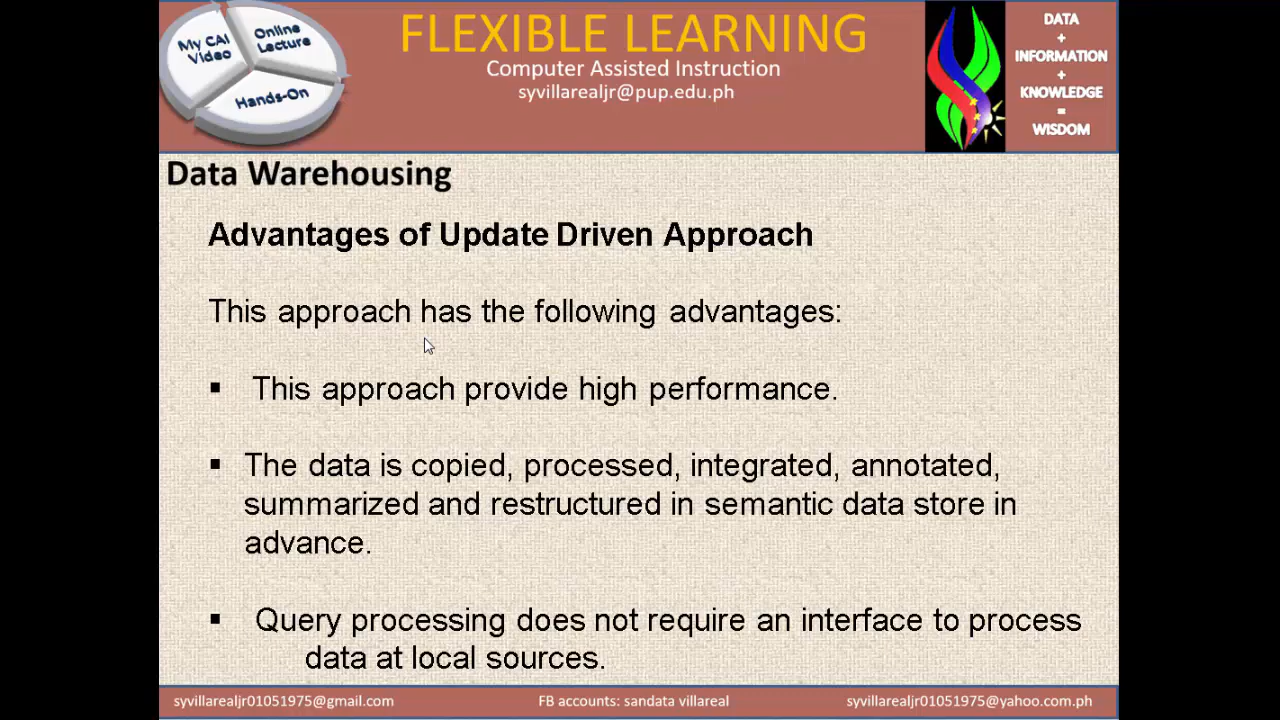 My CAI
Video
Online
Lecture
Hands-On
FLEXIBLE LEARNING
Computer Assisted Instruction
syvillarealjr@pup.edu.ph
DATA
+
INFORMATION
+
KNOWLEDGE
=
WISDOM
Data Warehousing
Advantages of Update Driven Approach
This approach has the following advantages:
▪ This approach provide high performance.
▪ The data is copied, processed, integrated, annotated,
summarized and restructured in semantic data store in
advance.
▪ Query processing does not require an interface to process
data at local sources.
syvillarealjr01051975@gmail.com
FB accounts: sandata villareal
syvillarealjr01051975@yahoo.com.ph